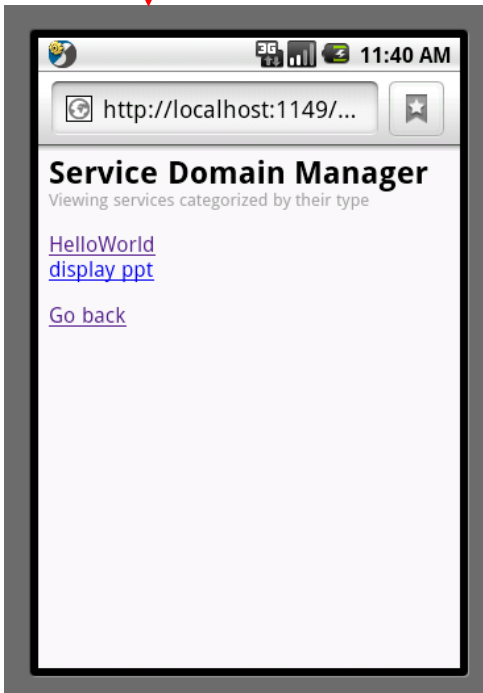 3G 11:40 AM
http://localhost:1149/...
Service Domain Manager
Viewing services categorized by their type
HelloWorld
display ppt
Go back